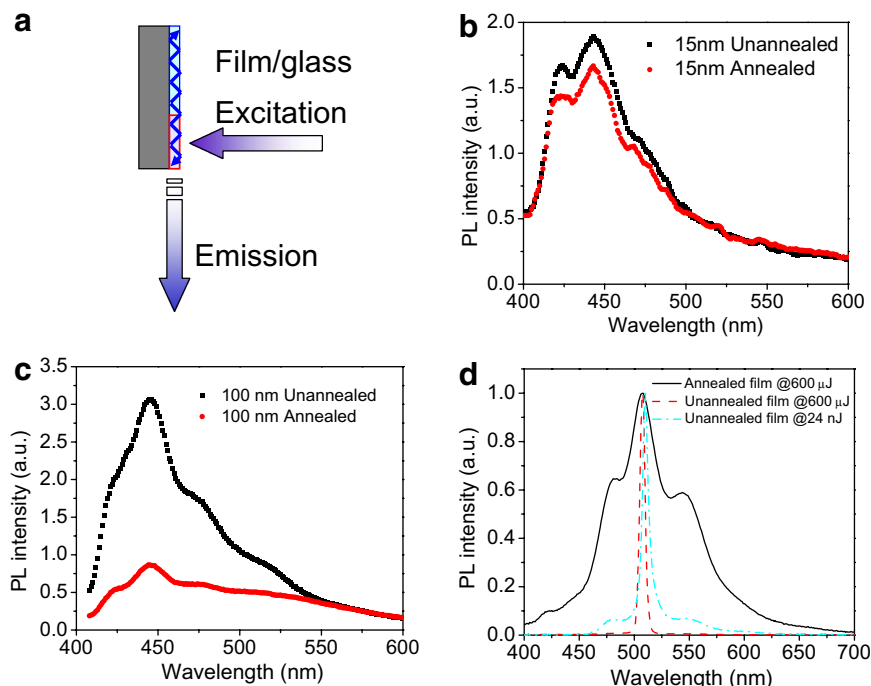 a
Film/glass
Excitation
Emission
b
15nm Unannealed
15nm Annealed
PL intensity (a.u.)
2.0
1.5
1.0
0.5
0.0
400 450 500 550 600
Wavelength (nm)
c
100 nm Unannealed
100 nm Annealed
PL intensity (a.u.)
3.5
3.0
2.5
2.0
1.5
1.0
0.5
0.0
400 450 500 550 600
Wavelength (nm)
d
Annealed film @600 μJ
Unannealed film @600 μJ
Unannealed film @24 nJ
PL intensity (a.u.)
1.0
0.8
0.6
0.4
0.2
0.0
400 450 500 550 600 650 700
Wavelength (nm)